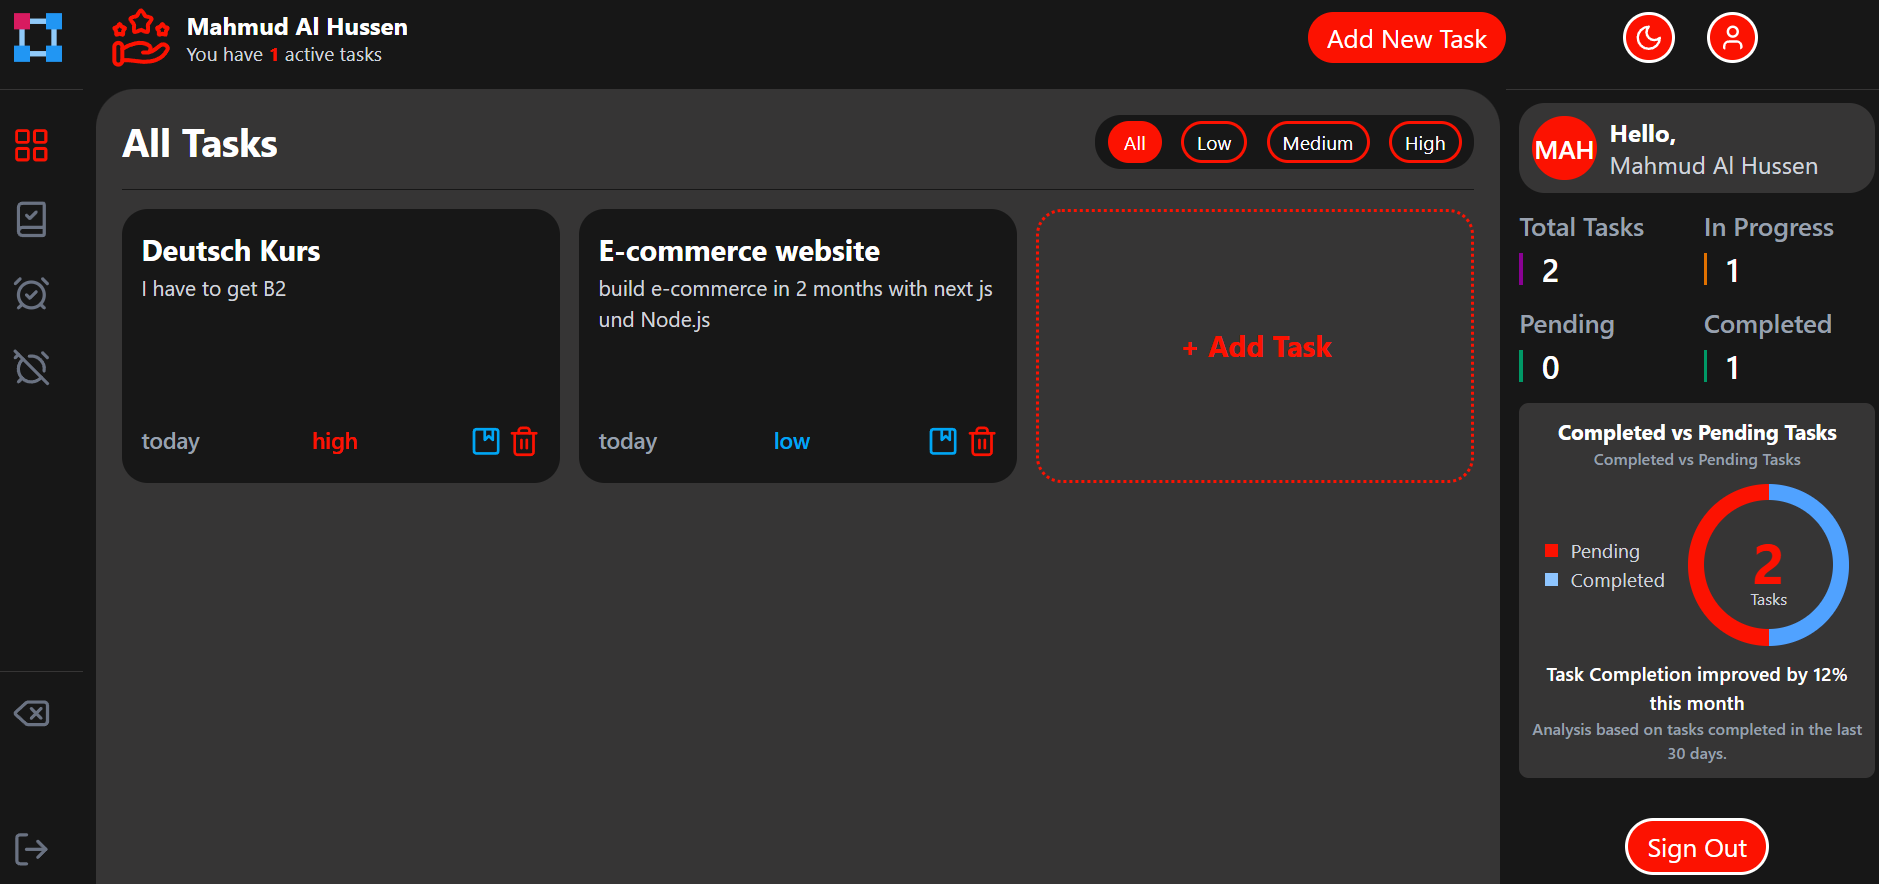 Mahmud Al Hussen
You have 1 active tasks
Add New Task
All Tasks
All
Low
Medium
High
Deutsch Kurs
I have to get B2
today
high
E-commerce website
build e-commerce in 2 months with next js
und Node.js
today
low
+ Add Task
MAH
Hello,
Mahmud Al Hussen
Total Tasks
2
In Progress
1
Pending
0
Completed
1
Completed vs Pending Tasks
Completed vs Pending Tasks
Pending
Completed
2
Tasks
Task Completion improved by 12%
this month
Analysis based on tasks completed in the last
30 days.
Sign Out